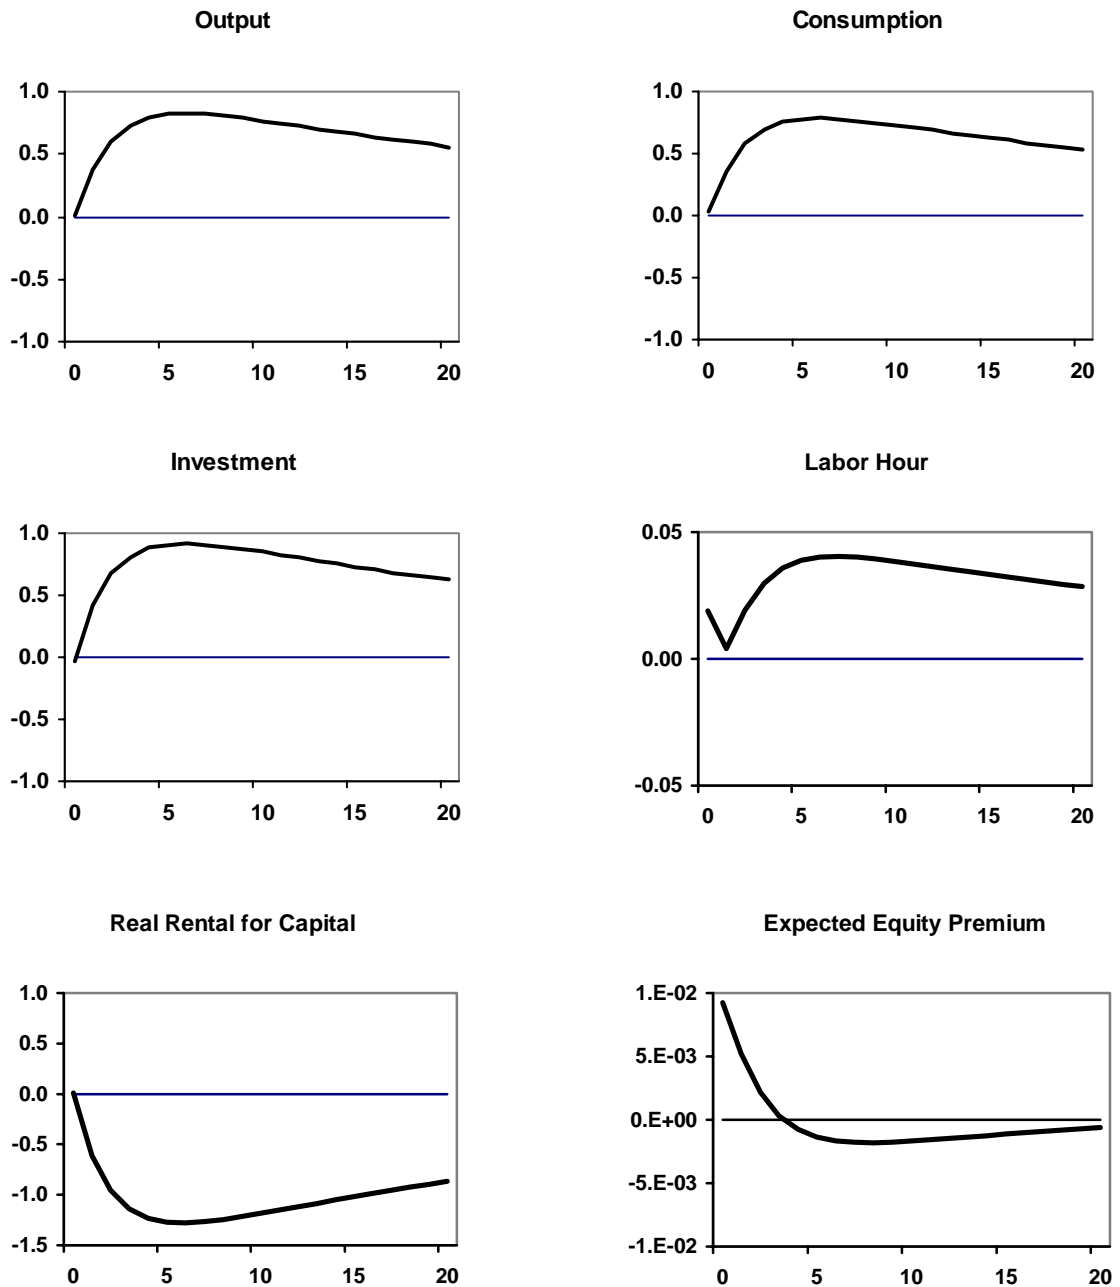 Output
1.0
0.5
0.0
-0.5
-1.0
0 5 10 15 20
Consumption
1.0
0.5
0.0
-0.5
-1.0
0 5 10 15 20
Investment
1.0
0.5
0.0
-0.5
-1.0
0 5 10 15 20
Labor Hour
0.05
0.00
-0.05
0 5 10 15 20
Real Rental for Capital
1.0
0.5
0.0
-0.5
-1.0
-1.5
0 5 10 15 20
Expected Equity Premium
1.E-02
5.E-03
0.E+00
-5.E-03
-1.E-02
0 5 10 15 20